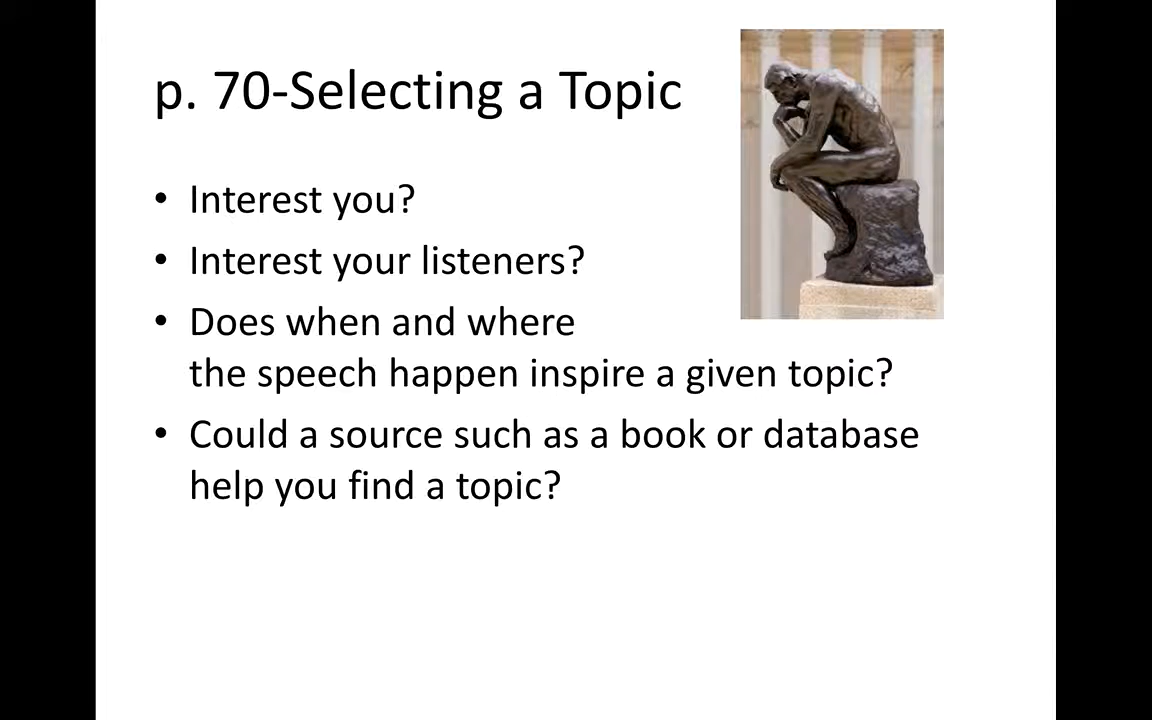 p. 70-Selecting a Topic
• Interest you?
• Interest your listeners?
• Does when and where
the speech happen inspire a given topic?
• Could a source such as a book or database
help you find a topic?